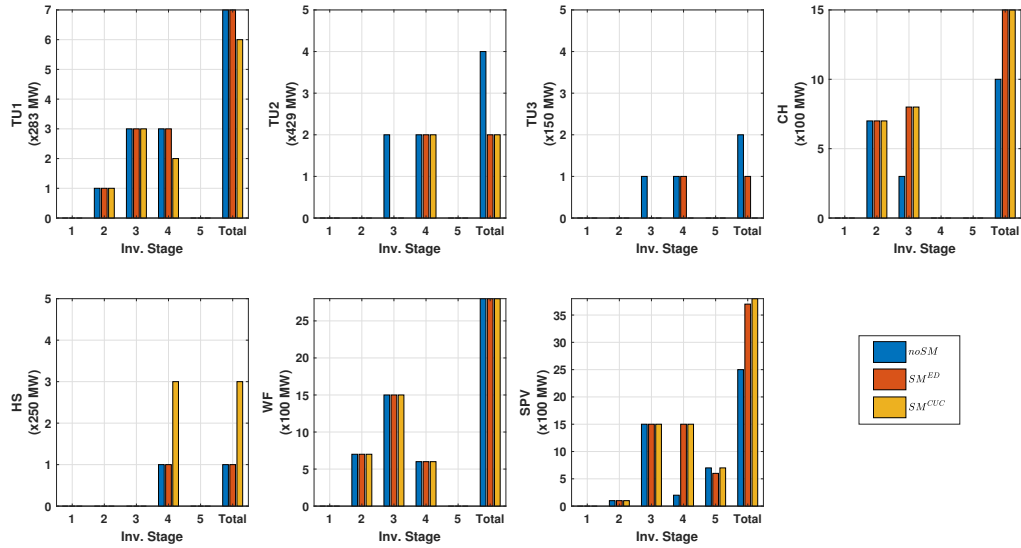 7
6
5
4
3
2
1
0
TU1
(x283 MW)
1 2 3 4 5 Total
Inv. Stage
5
4
3
2
1
0
TU2
(x429 MW)
1 2 3 4 5 Total
Inv. Stage
5
4
3
2
1
0
TU3
(x150 MW)
1 2 3 4 5 Total
Inv. Stage
15
10
5
0
CH
(x100 MW)
1 2 3 4 5 Total
Inv. Stage
5
4
3
2
1
0
HS
(x250 MW)
1 2 3 4 5 Total
Inv. Stage
25
20
15
10
5
0
WF
(x100 MW)
1 2 3 4 5 Total
Inv. Stage
35
30
25
20
15
10
5
0
SPV
(x100 MW)
1 2 3 4 5 Total
Inv. Stage
noSM
SM^ED
SM^CUC